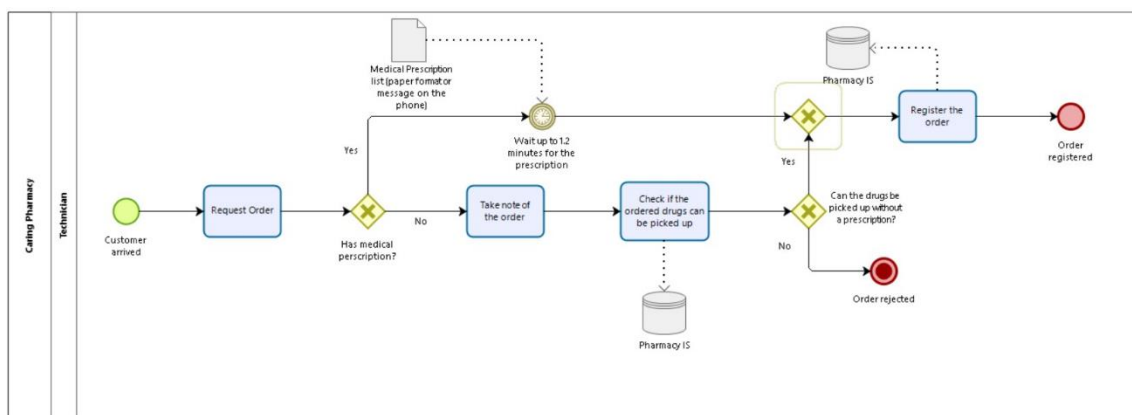 Caring Pharmacy
Technician
Customer
arrived
Request Order
Has medical
perscription?
Yes
No
Medical Prescription
list (paper format or
message on the
phone)
Wait up to 1.2
minutes for the
prescription
Take note of
the order
Check if the
ordered drugs can
be picked up
Pharmacy IS
Can the drugs be
picked up without
a prescription?
Yes
No
Order rejected
Pharmacy IS
Register the
order
Order
registered